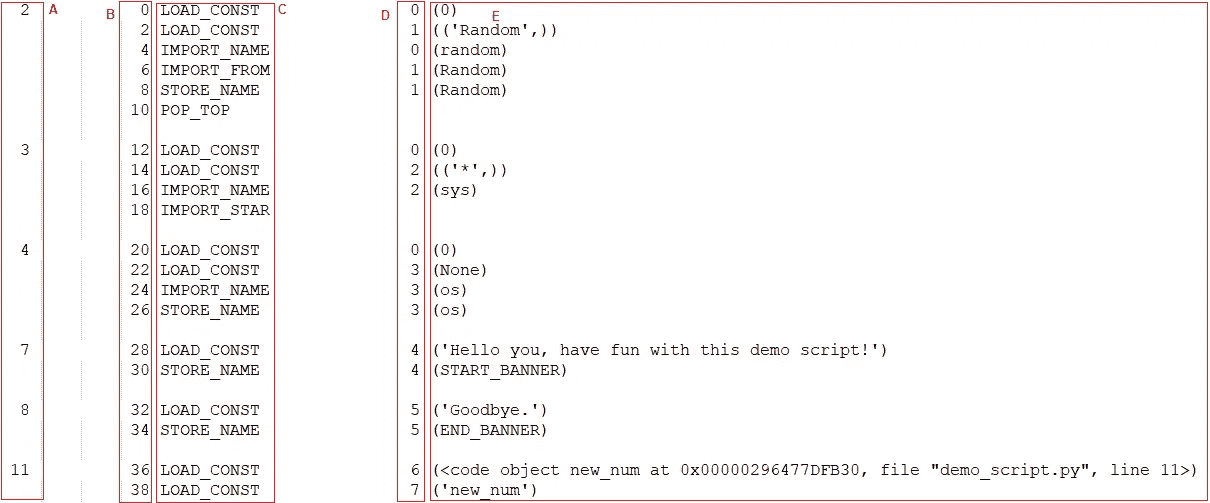 2 A B 0 LOAD_CONST C D 0 (0) E
2 LOAD_CONST 1 (('Random',))
4 IMPORT_NAME 0 (random)
6 IMPORT_FROM 1 (Random)
8 STORE_NAME 1 (Random)
10 POP_TOP
3 12 LOAD_CONST 0 (0)
14 LOAD_CONST 2 (('*',))
16 IMPORT_NAME 2 (sys)
18 IMPORT_STAR
4 20 LOAD_CONST 0 (0)
22 LOAD_CONST 3 (None)
24 IMPORT_NAME 3 (os)
26 STORE_NAME 3 (os)
7 28 LOAD_CONST 4 ('Hello you, have fun with this demo script!')
30 STORE_NAME 4 (START_BANNER)
8 32 LOAD_CONST 5 ('Goodbye.')
34 STORE_NAME 5 (END_BANNER)
11 36 LOAD_CONST 6 (<code object new_num at 0x00000296477DFB30, file "demo_script.py", line 11>)
38 LOAD_CONST 7 ('new_num')